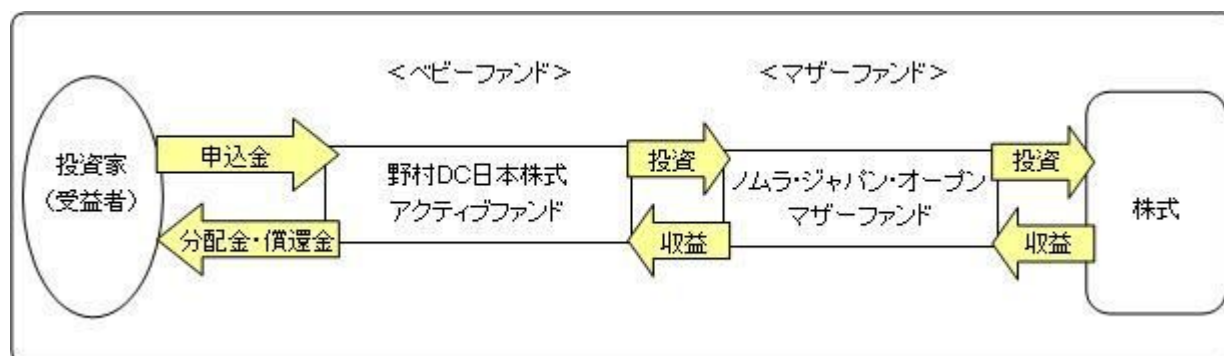 <ベビーファンド>
<マザーファンド>
投資家
(受益者)
申込金
分配金・償還金
野村DC日本株式
アクティブファンド
投資
収益
ノムラ・ジャパン・オープン
マザーファンド
投資
収益
株式